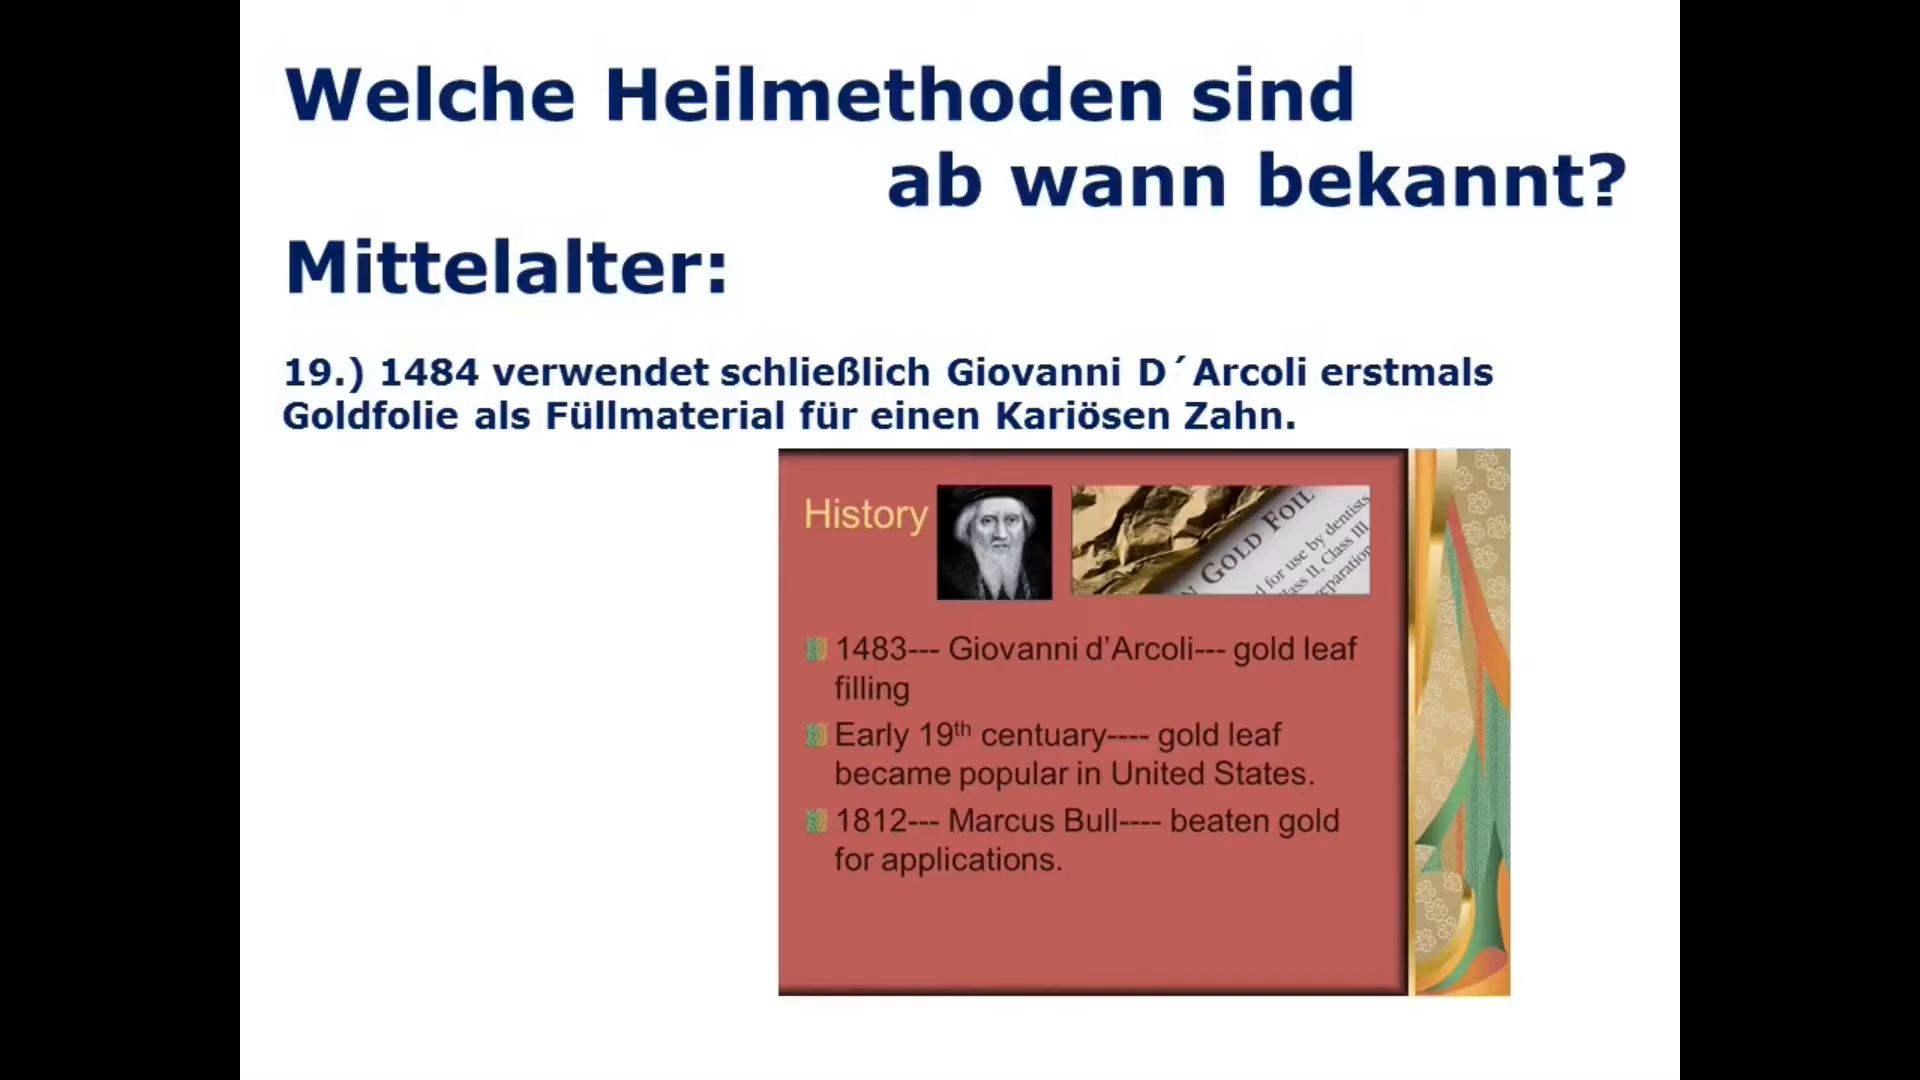 Welche Heilmethoden sind
ab wann bekannt?
Mittelalter:
19.) 1484 verwendet schließlich Giovanni D´Arcoli erstmals
Goldfolie als Füllmaterial für einen Kariösen Zahn.
History
GOLD FOIL
for use by dentists
Class II, Class III
1483--- Giovanni d’Arcoli--- gold leaf
filling
Early 19th centuary---- gold leaf
became popular in United States.
1812--- Marcus Bull---- beaten gold
for applications.